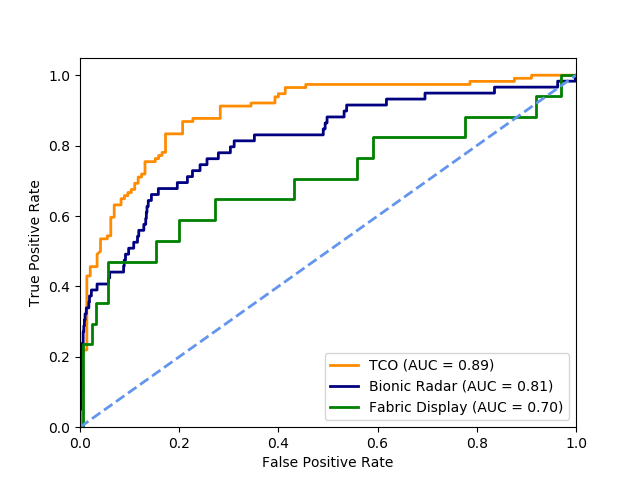 1.0
0.8
0.6
0.4
0.2
0.0
True Positive Rate
TCO (AUC = 0.89)
Bionic Radar (AUC = 0.81)
Fabric Display (AUC = 0.70)
0.0 0.2 0.4 0.6 0.8 1.0
False Positive Rate